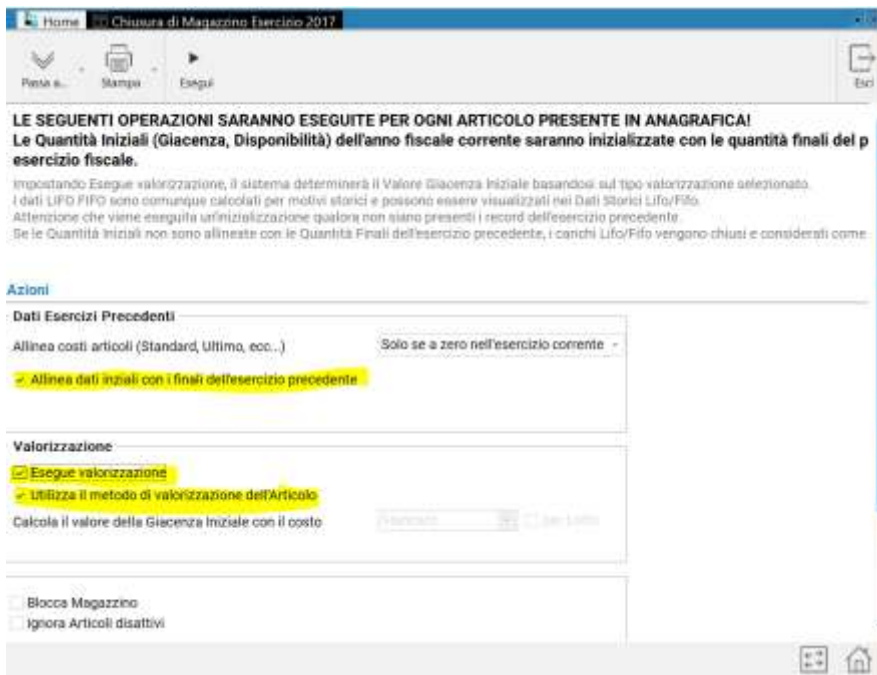 Home Chiusura di Magazzino Esercizio 2017
Passa a... Stampa Esegui Esci
LE SEGUENTI OPERAZIONI SARANNO ESEGUITE PER OGNI ARTICOLO PRESENTE IN ANAGRAFICA!
Le Quantità Iniziali (Giacenza, Disponibilità) dell'anno fiscale corrente saranno inizializzate con le quantità finali del p
esercizio fiscale.
Impostando Esegue valorizzazione, il sistema determinerà il Valore Giacenza Iniziale basandosi sul tipo valorizzazione selezionato.
I dati LIFO FIFO sono comunque calcolati per motivi storici e possono essere visualizzati nei Dati Storici Lifo/Fifo.
Attenzione che viene eseguita un'inizializzazione qualora non siano presenti i record dell'esercizio precedente.
Se le Quantità Iniziali non sono allineate con le Quantità Finali dell'esercizio precedente, i carichi Lifo/Fifo vengono chiusi e considerati come
Azioni
Dati Esercizi Precedenti
Allinea costi articoli (Standard, Ultimo, ecc...) Solo se a zero nell'esercizio corrente
Allinea dati inziali con i finali dell'esercizio precedente
Valorizzazione
Esegue valorizzazione
Utilizza il metodo di valorizzazione dell'Articolo
Calcola il valore della Giacenza Iniziale con il costo Standard per Lotto
Blocca Magazzino
Ignora Articoli disattivi